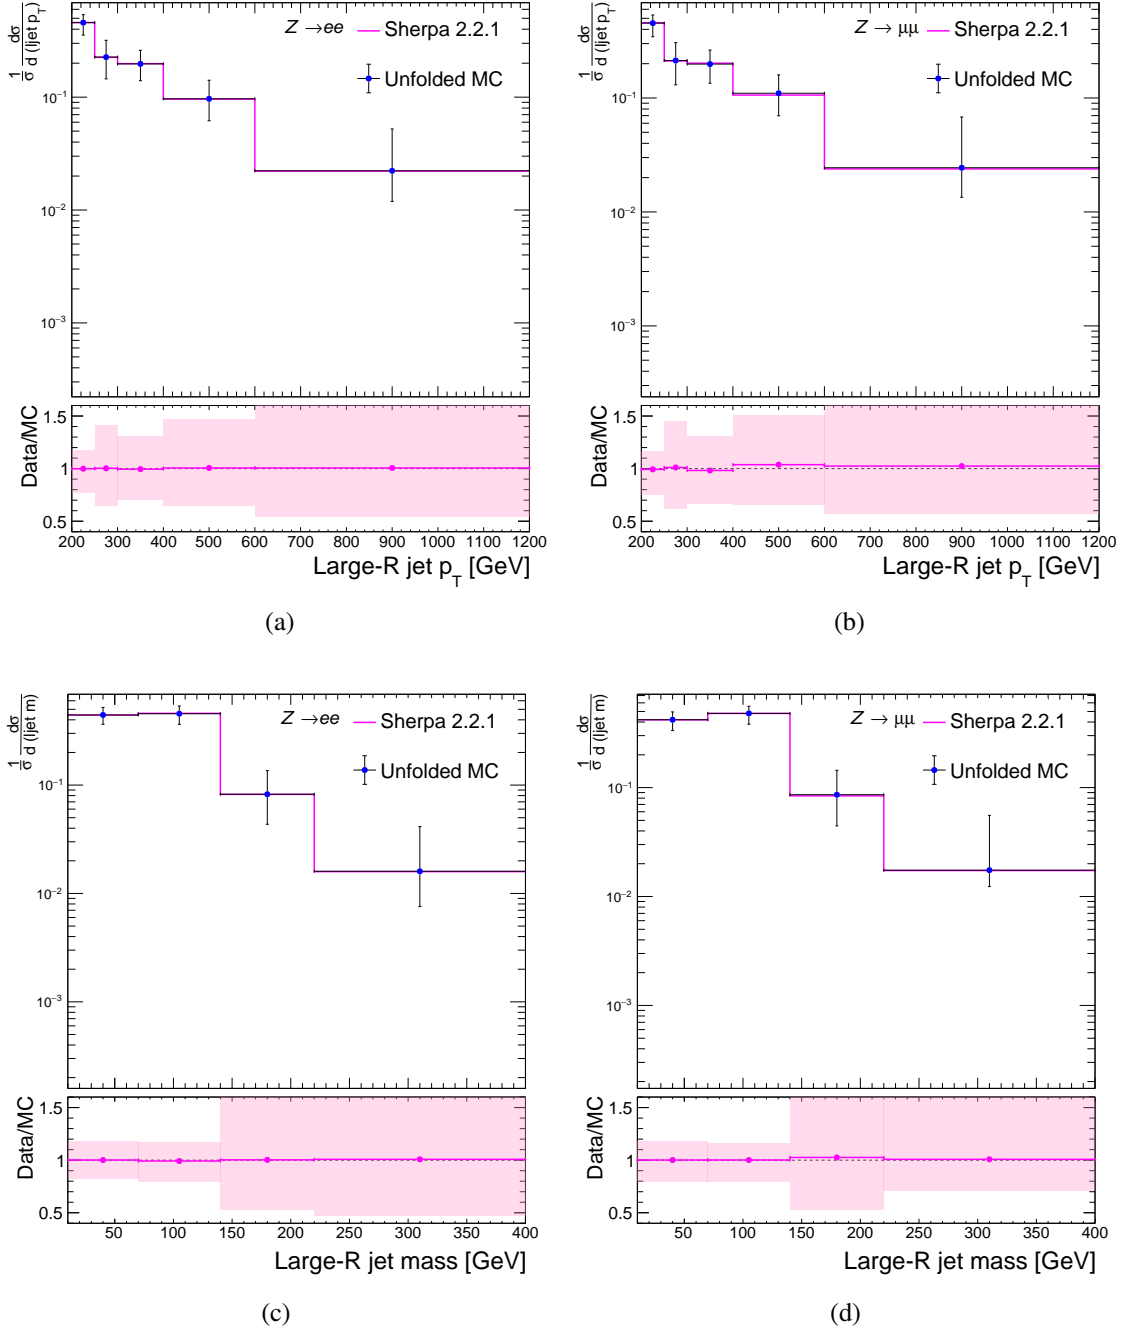 1/σ dσ/d (ljet p_T)
Z →ee
Sherpa 2.2.1
Unfolded MC
10⁻¹
10⁻²
10⁻³
Data/MC
1.5
1
0.5
200 300 400 500 600 700 800 900 1000 1100 1200
Large-R jet p_T [GeV]
(a)
1/σ dσ/d (ljet p_T)
Z → μμ
Sherpa 2.2.1
Unfolded MC
10⁻¹
10⁻²
10⁻³
Data/MC
1.5
1
0.5
200 300 400 500 600 700 800 900 1000 1100 1200
Large-R jet p_T [GeV]
(b)
1/σ dσ/d (ljet m)
Z →ee
Sherpa 2.2.1
Unfolded MC
10⁻¹
10⁻²
10⁻³
Data/MC
1.5
1
0.5
50 100 150 200 250 300 350 400
Large-R jet mass [GeV]
(c)
1/σ dσ/d (ljet m)
Z → μμ
Sherpa 2.2.1
Unfolded MC
10⁻¹
10⁻²
10⁻³
Data/MC
1.5
1
0.5
50 100 150 200 250 300 350 400
Large-R jet mass [GeV]
(d)